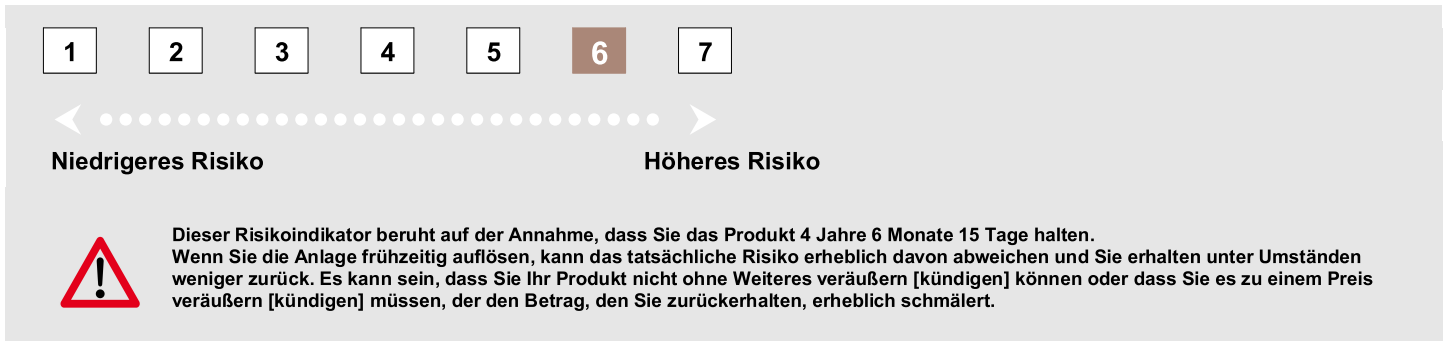 1 2 3 4 5 6 7
Niedrigeres Risiko Höheres Risiko
Dieser Risikoindikator beruht auf der Annahme, dass Sie das Produkt 4 Jahre 6 Monate 15 Tage halten.
Wenn Sie die Anlage frühzeitig auflösen, kann das tatsächliche Risiko erheblich davon abweichen und Sie erhalten unter Umständen
weniger zurück. Es kann sein, dass Sie Ihr Produkt nicht ohne Weiteres veräußern [kündigen] können oder dass Sie es zu einem Preis
veräußern [kündigen] müssen, der den Betrag, den Sie zurückerhalten, erheblich schmälert.